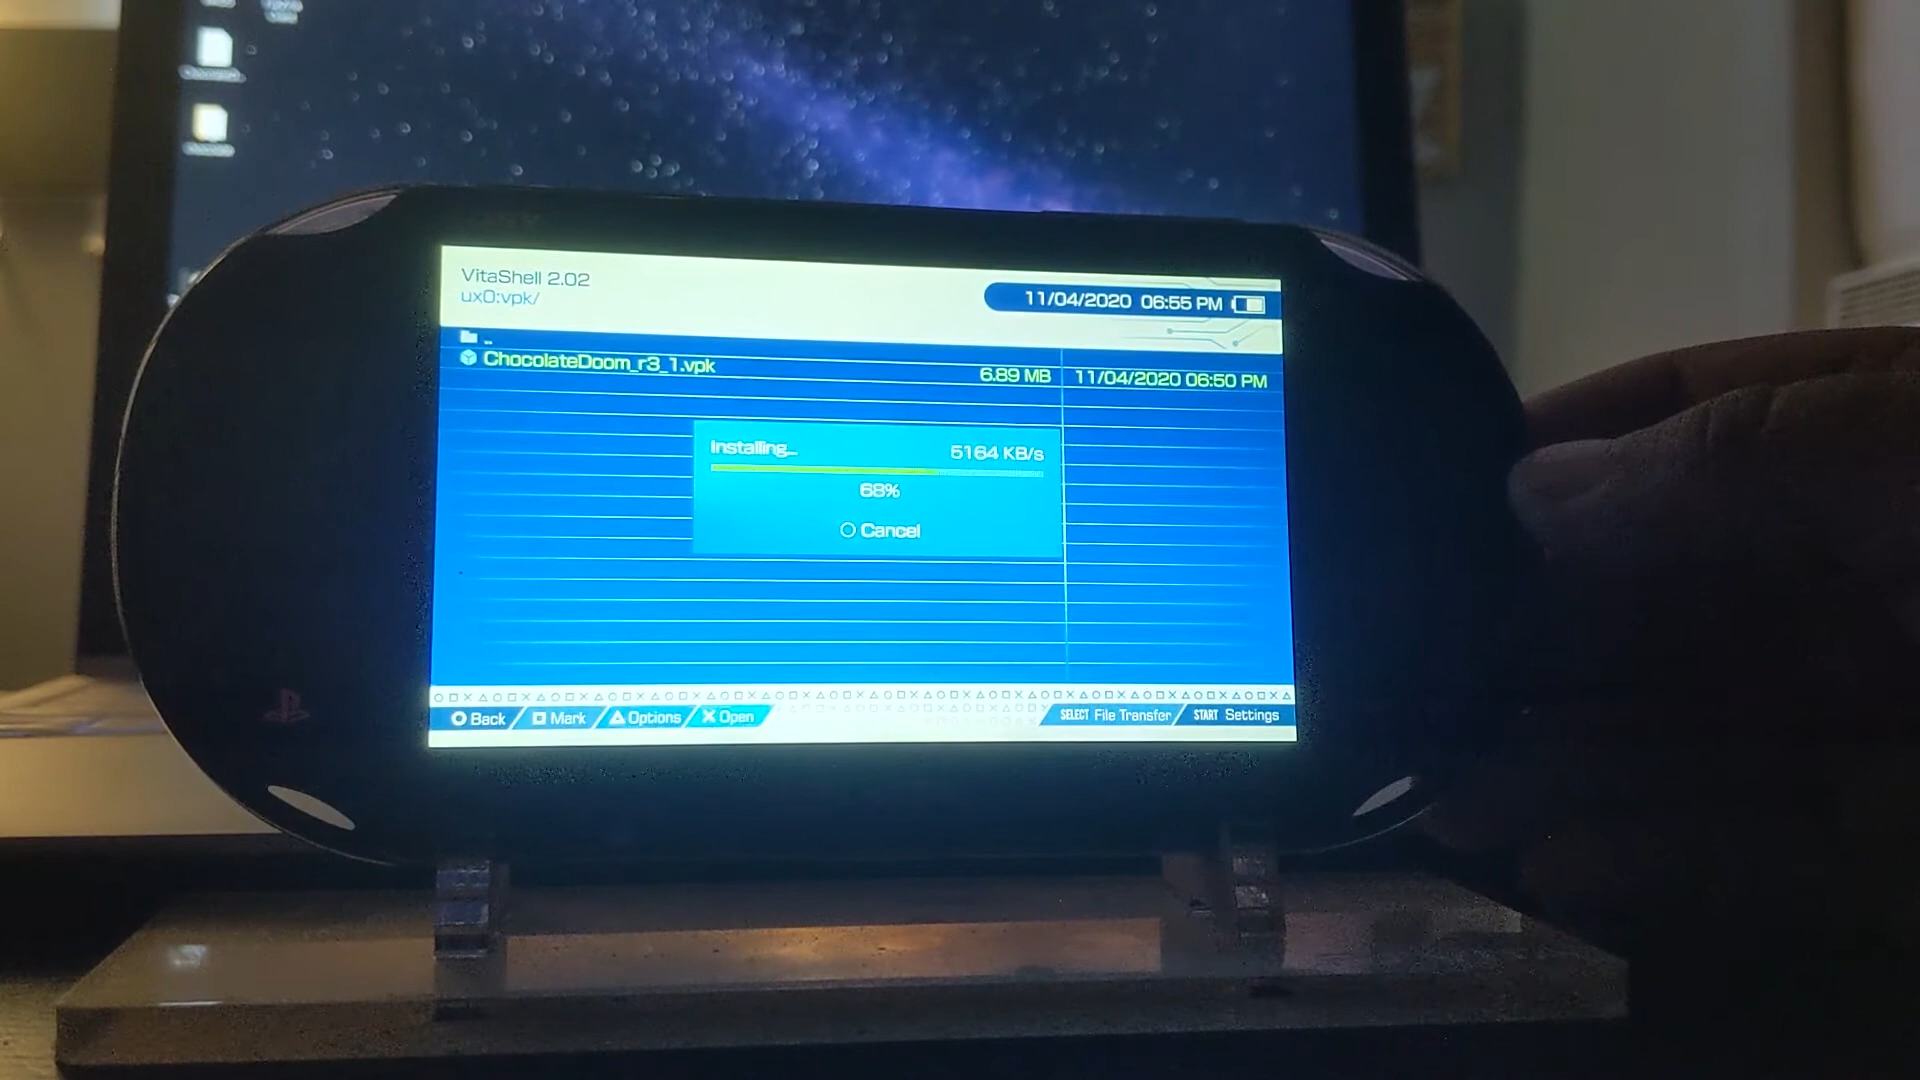 VitaShell 2.02
ux0:vpk/
11/04/2020 06:55 PM
..
ChocolateDoom_r3_1.vpk 6.89 MB 11/04/2020 06:50 PM
Installing... 5164 KB/s
68%
Cancel
Back Mark Options Open SELECT File Transfer START Settings